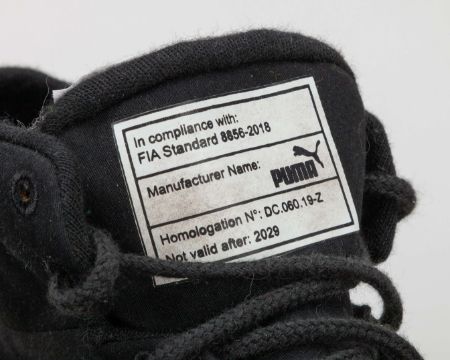 In compliance with:
FIA Standard 8856-2018
Manufacturer Name: PUMA
Homologation N°: DC.060.19-Z
Not valid after: 2029